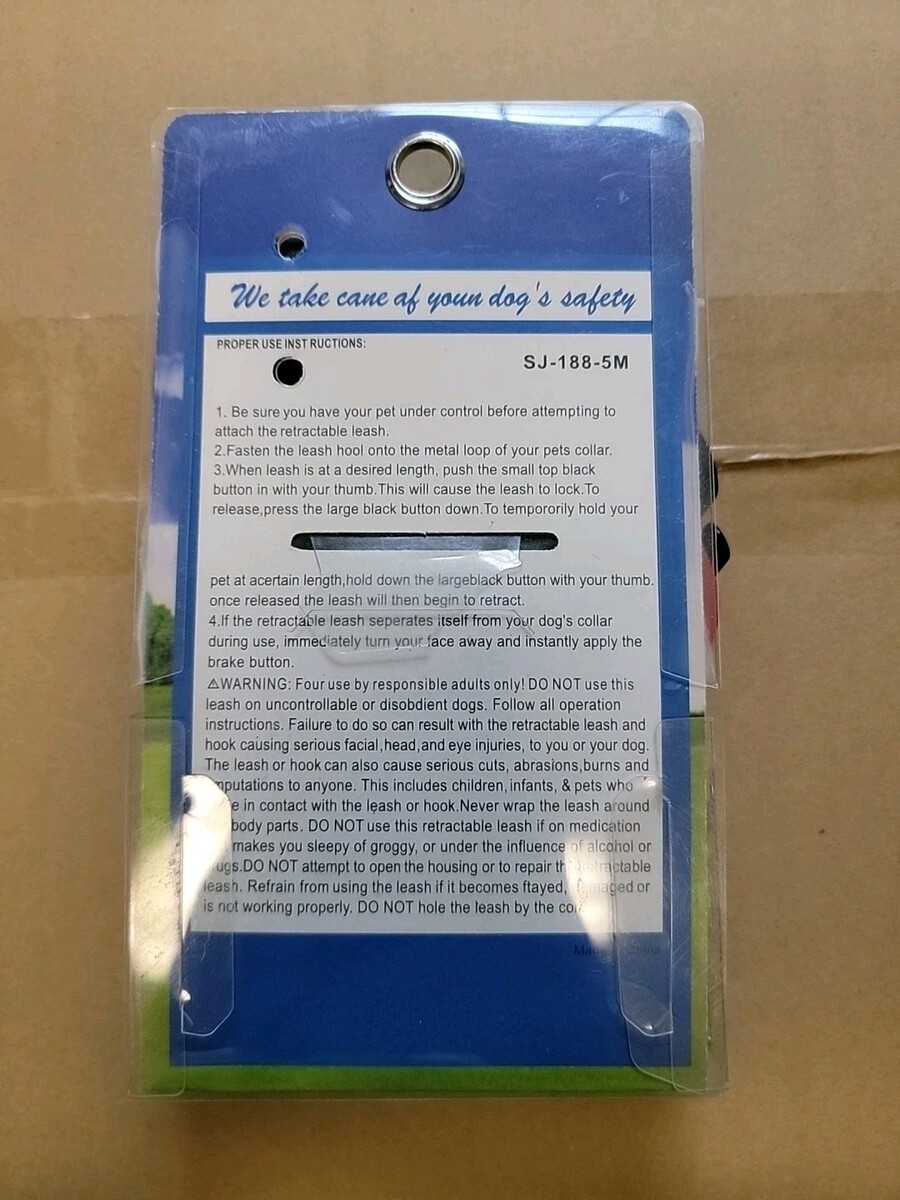 We take cane af youn dog's safety
PROPER USE INST RUCTIONS:
SJ-188-5M
1. Be sure you have your pet under control before attempting to
attach the retractable leash.
2.Fasten the leash hool onto the metal loop of your pets collar.
3.When leash is at a desired length, push the small top black
button in with your thumb.This will cause the leash to lock.To
release,press the large black button down.To tempororily hold your
pet at acertain length,hold down the largeblack button with your thumb.
once released the leash will then begin to retract.
4.If the retractable leash seperates itself from your dog's collar
during use, immediately turn your face away and instantly apply the
brake button.
⚠WARNING: Four use by responsible adults only! DO NOT use this
leash on uncontrollable or disobdient dogs. Follow all operation
instructions. Failure to do so can result with the retractable leash and
hook causing serious facial,head,and eye injuries, to you or your dog.
The leash or hook can also cause serious cuts, abrasions,burns and
to anyone. This includes children,infants, & pets who
in contact with the leash or hook.Never wrap the leash around
body parts. DO NOT use this retractable leash if on medication
makes you sleepy of groggy, or under the influence of alcohol or
DO NOT attempt to open the housing or to repair
leash. Refrain from using the leash if it becomes ftayed, or
is not working properly. DO NOT hole the leash by the